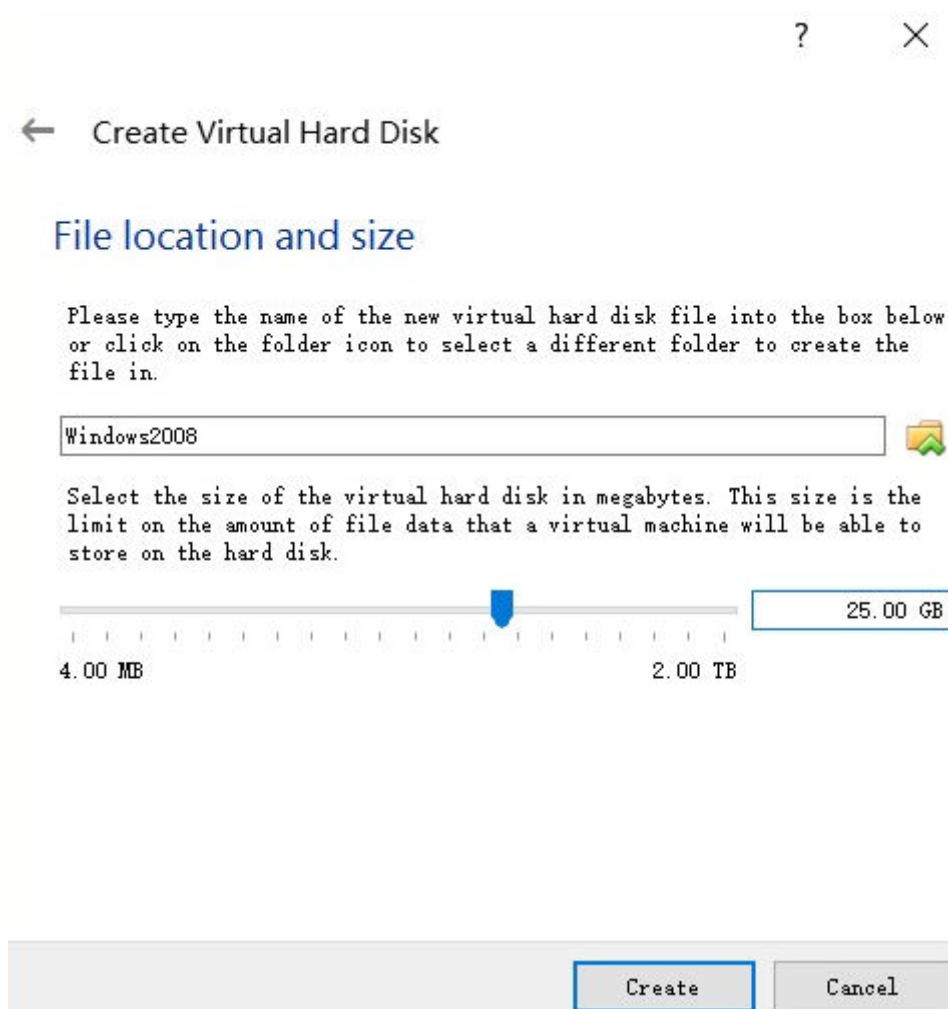 ?
Create Virtual Hard Disk
File location and size
Please type the name of the new virtual hard disk file into the box below
or click on the folder icon to select a different folder to create the
file in.
Windows2008
Select the size of the virtual hard disk in megabytes. This size is the
limit on the amount of file data that a virtual machine will be able to
store on the hard disk.
25.00 GB
4.00 MB 2.00 TB
Create Cancel